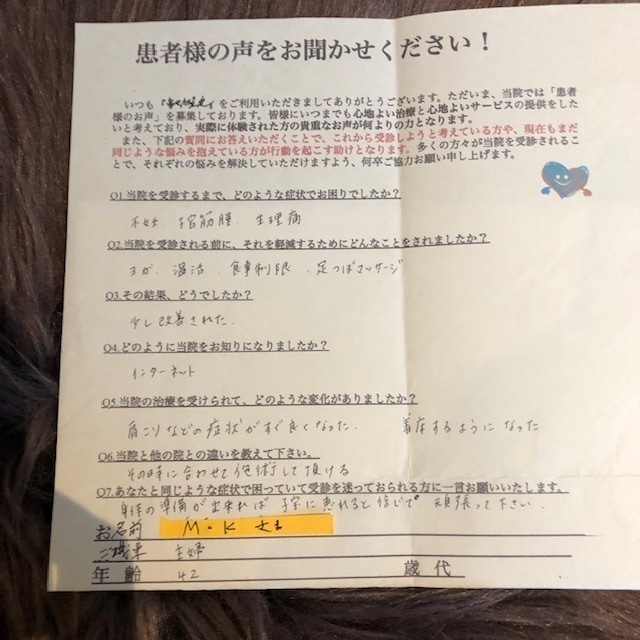 患者様の声をお聞かせください！
いつも『』をご利用いただきましてありがとうございます。ただいま、当院では「患者
様のお声」を募集しております。皆様にいつまでも心地よい治療と心地よいサービスの提供をした
いと考えており、実際に体験された方の貴重なお声が何よりの力となります。
また、下記の質問にお答えいただくことで、これから受診しようと考えている方や、現在もまだ
同じような悩みを抱えている方が行動を起こす助けとなります。多くの方々が当院を受診されるこ
とで、それぞれの悩みを解決していただけますよう、何卒ご協力お願い申し上げます。
Q1.当院を受診するまで、どのような症状でお困りでしたか？
不妊、子宮筋腫、生理痛
Q2.当院を受診される前に、それを軽減するためにどんなことをされましたか？
ヨガ、温活、食事制限、足つぼマッサージ
Q3.その結果、どうでしたか？
少し改善された。
Q4.どのように当院をお知りになりましたか？
インターネット
Q5.当院の治療を受けられて、どのような変化がありましたか？
肩こりなどの症状がすぐ良くなった。 着床するようになった
Q6.当院と他の院との違いを教えて下さい。
その時に合わせて施術して頂ける
Q7.あなたと同じような症状で困っていて受診を迷っておられる方に一言お願いいたします。
身体の準備が出来れば子宝に恵れると信じて頑張って下さい。
お名前 M.K
ご職業 主婦
年 齢 42 歳 代